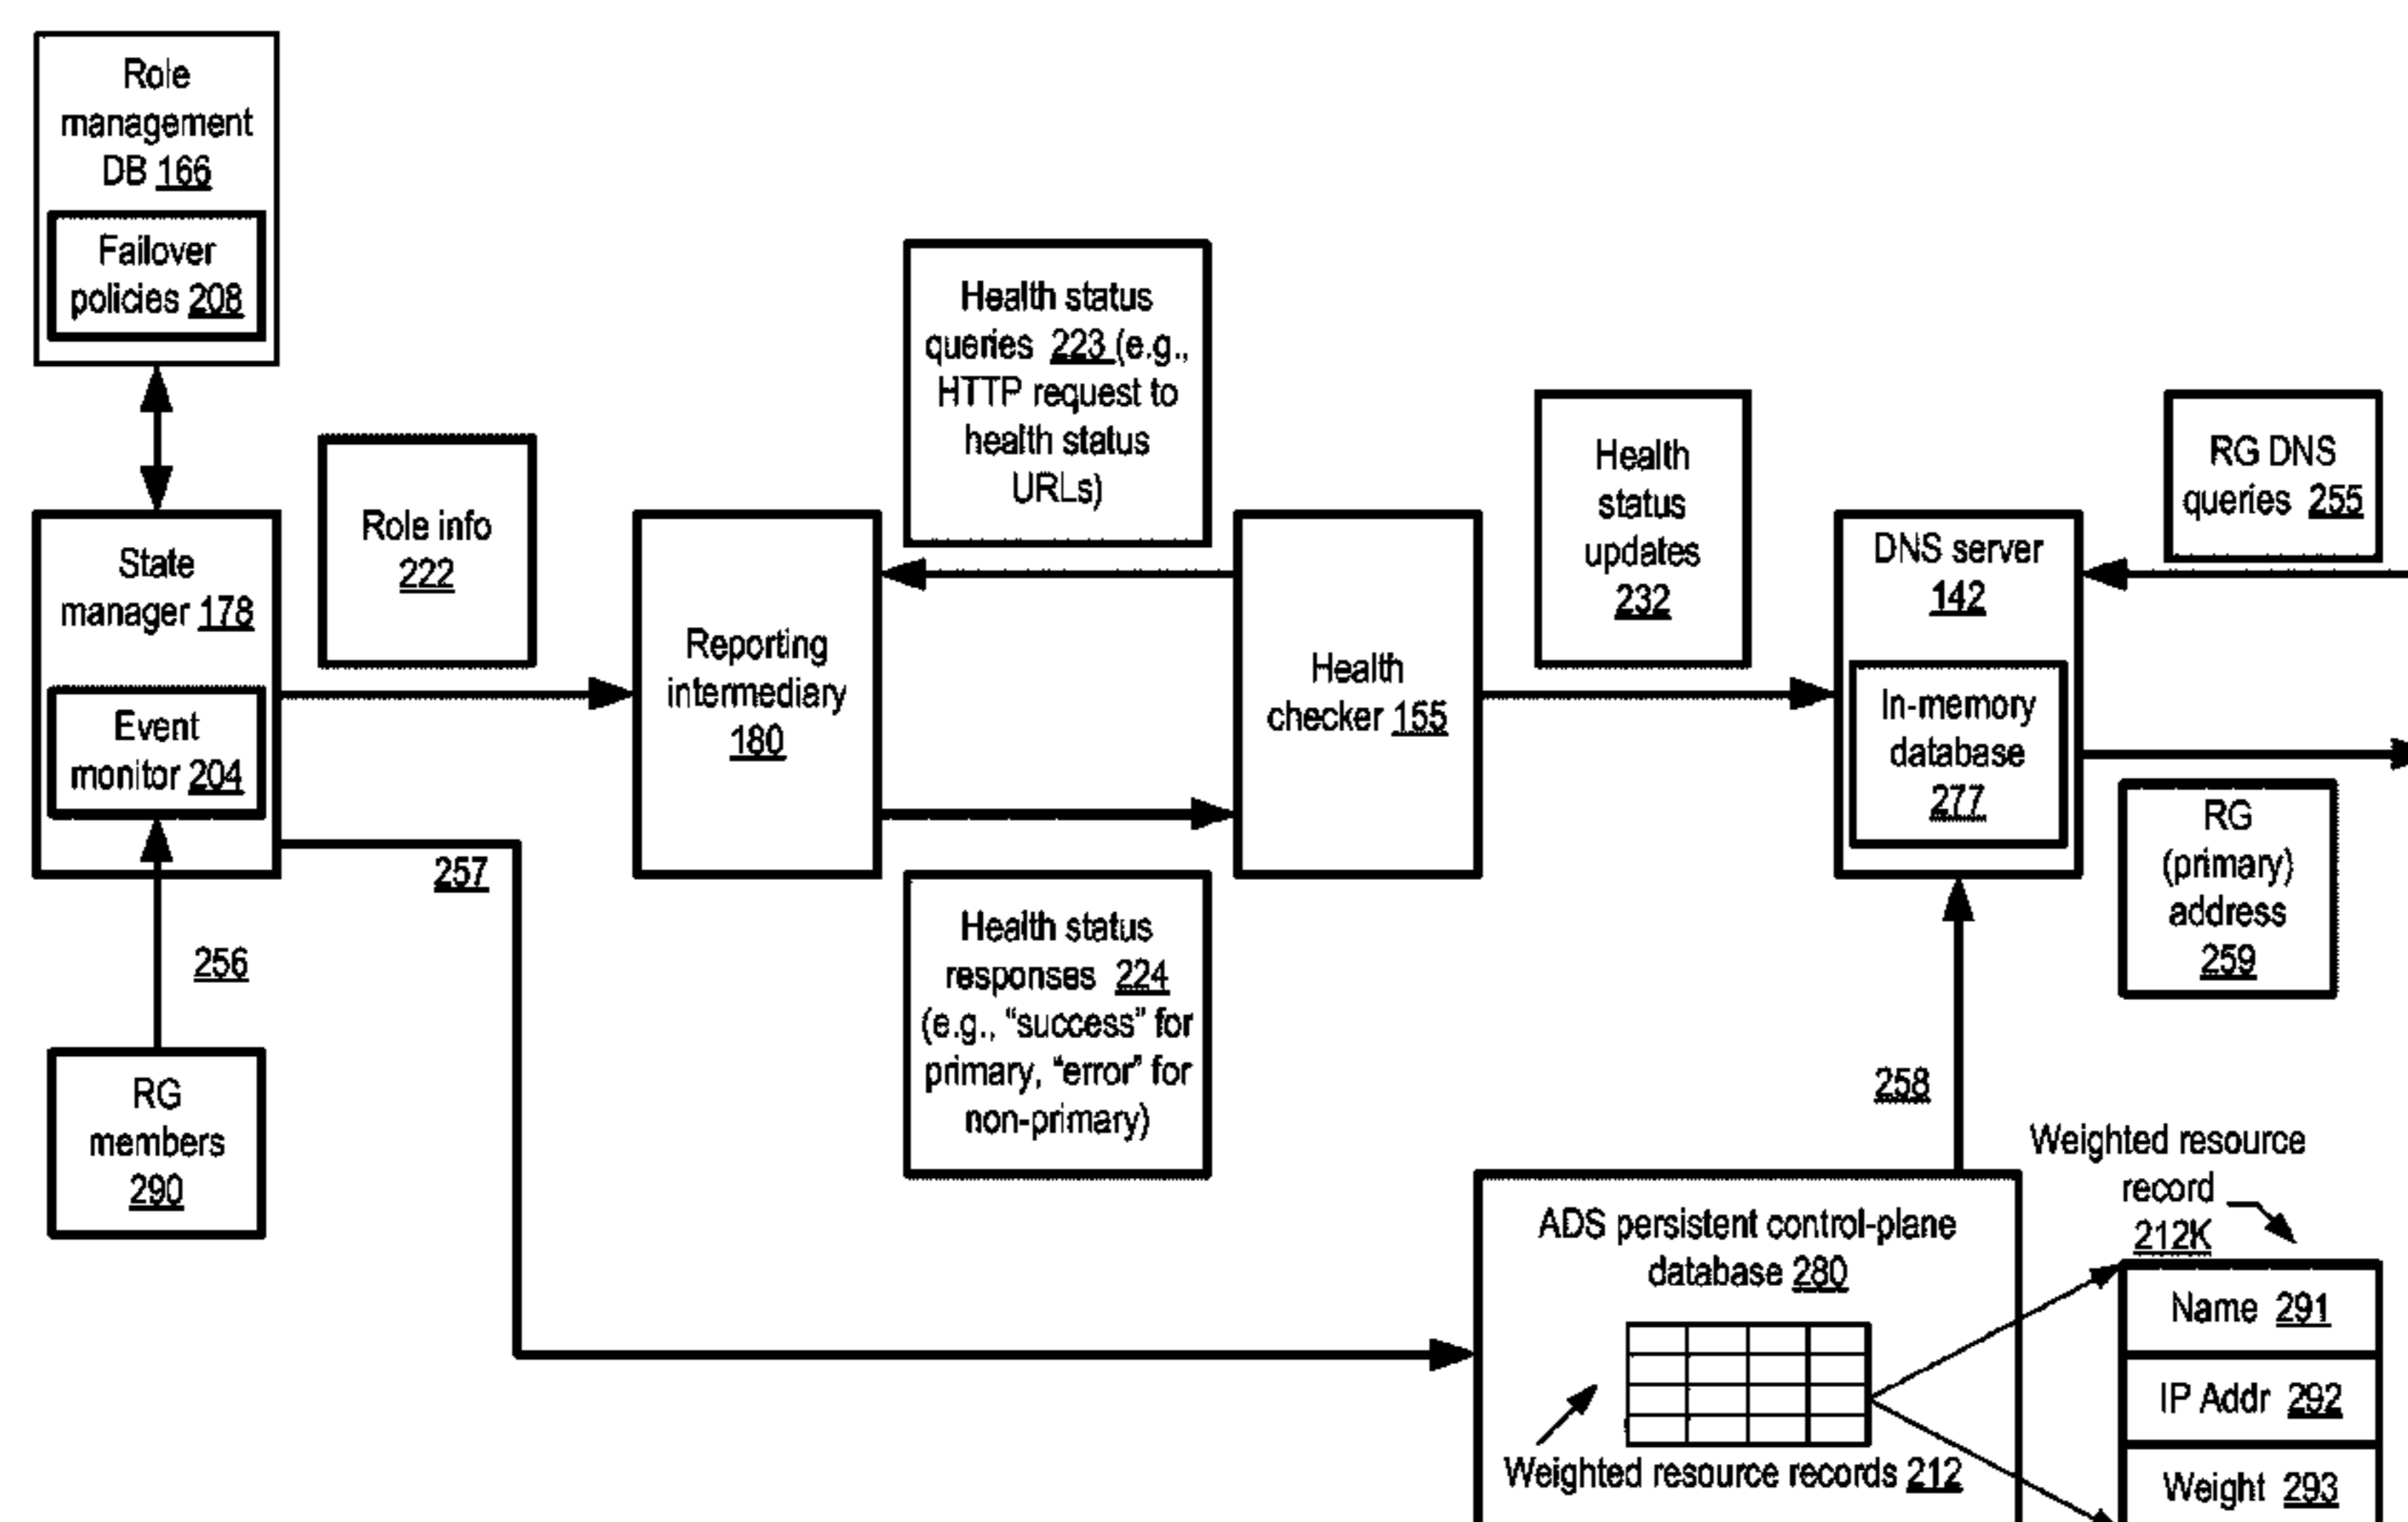 Role
management
DB 166
Failover
policies 208
State
manager 178
Event
monitor 204
256
RG
members
290
Role info
222
257
Reporting
intermediary
180
Health status
queries 223 (e.g.,
HTTP request to
health status
URLs)
Health status
responses 224
(e.g., “success” for
primary, “error” for
non-primary)
Health
checker 155
Health
status
updates
232
DNS server
142
In-memory
database
277
RG DNS
queries 255
RG
(primary)
address
259
258
ADS persistent control-plane
database 280
Weighted resource records 212
Weighted resource
record
212K
Name 291
IP Addr 292
Weight 293